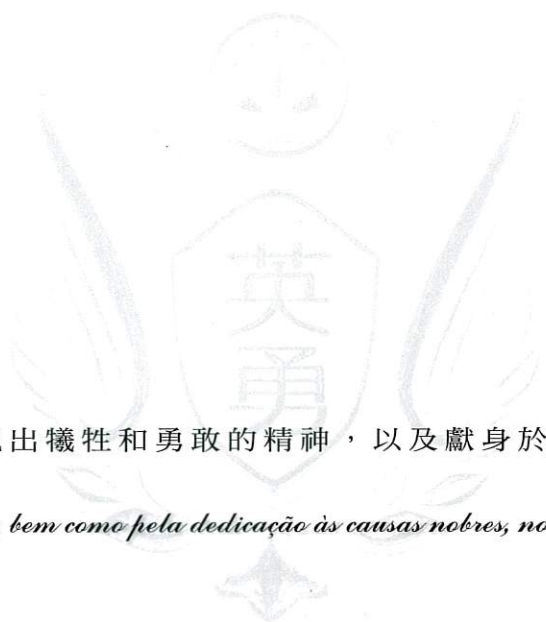 英
勇
出犧牲和勇敢的精神，以及獻身於
bem como pela dedicação às causas nobres, no